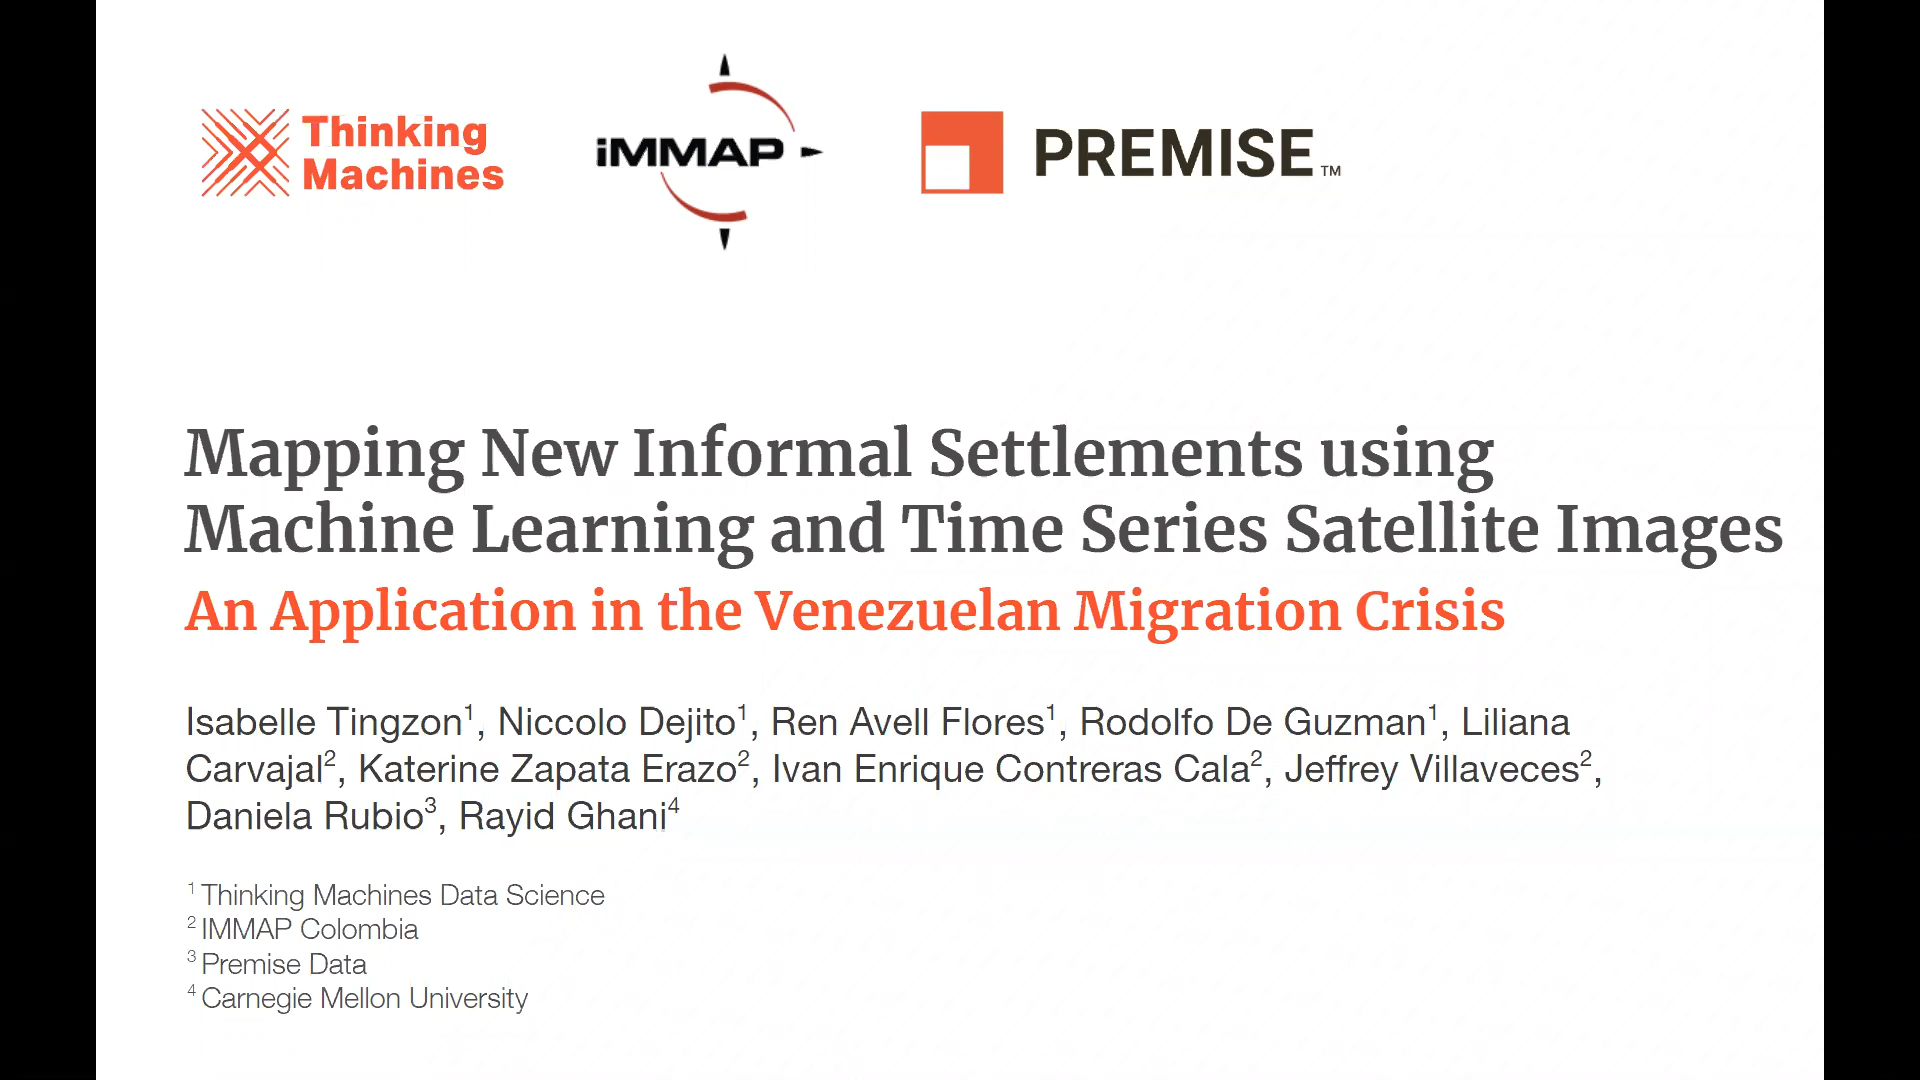 Thinking
Machines
iMMAP
PREMISE™
Mapping New Informal Settlements using
Machine Learning and Time Series Satellite Images
An Application in the Venezuelan Migration Crisis
Isabelle Tingzon¹, Niccolo Dejito¹, Ren Avell Flores¹, Rodolfo De Guzman¹, Liliana
Carvajal², Katerine Zapata Erazo², Ivan Enrique Contreras Cala², Jeffrey Villaveces²,
Daniela Rubio³, Rayid Ghani⁴
¹ Thinking Machines Data Science
² IMMAP Colombia
³ Premise Data
⁴ Carnegie Mellon University